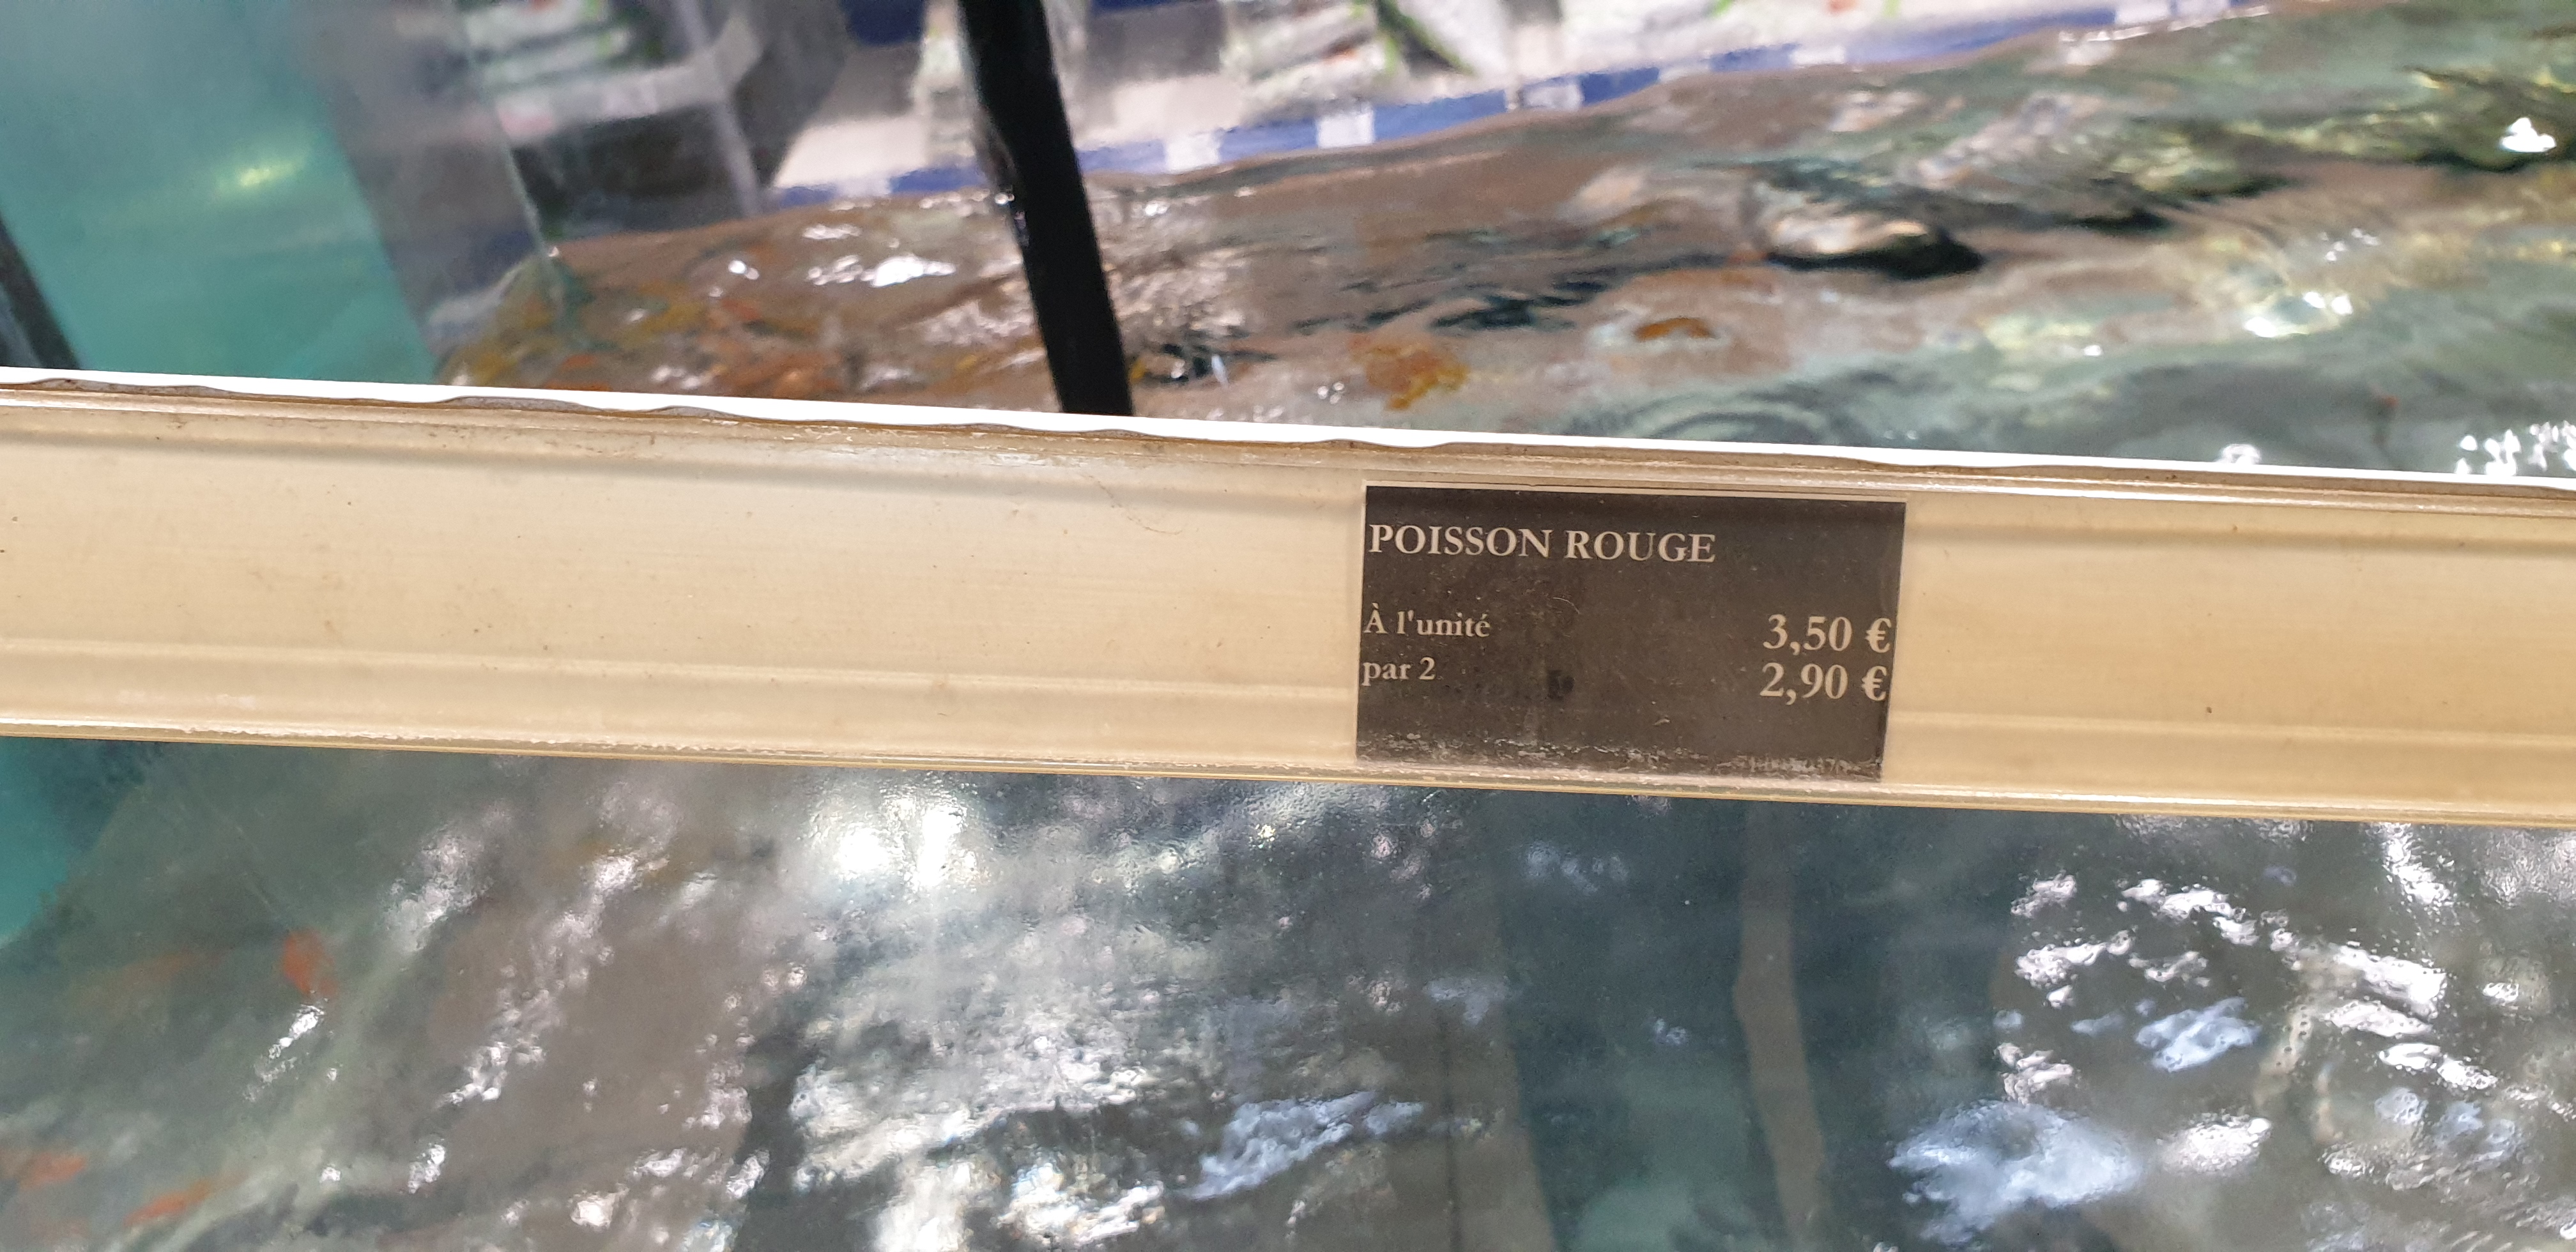 POISSON ROUGE
À l'unité 3,50 €
par 2 2,90 €